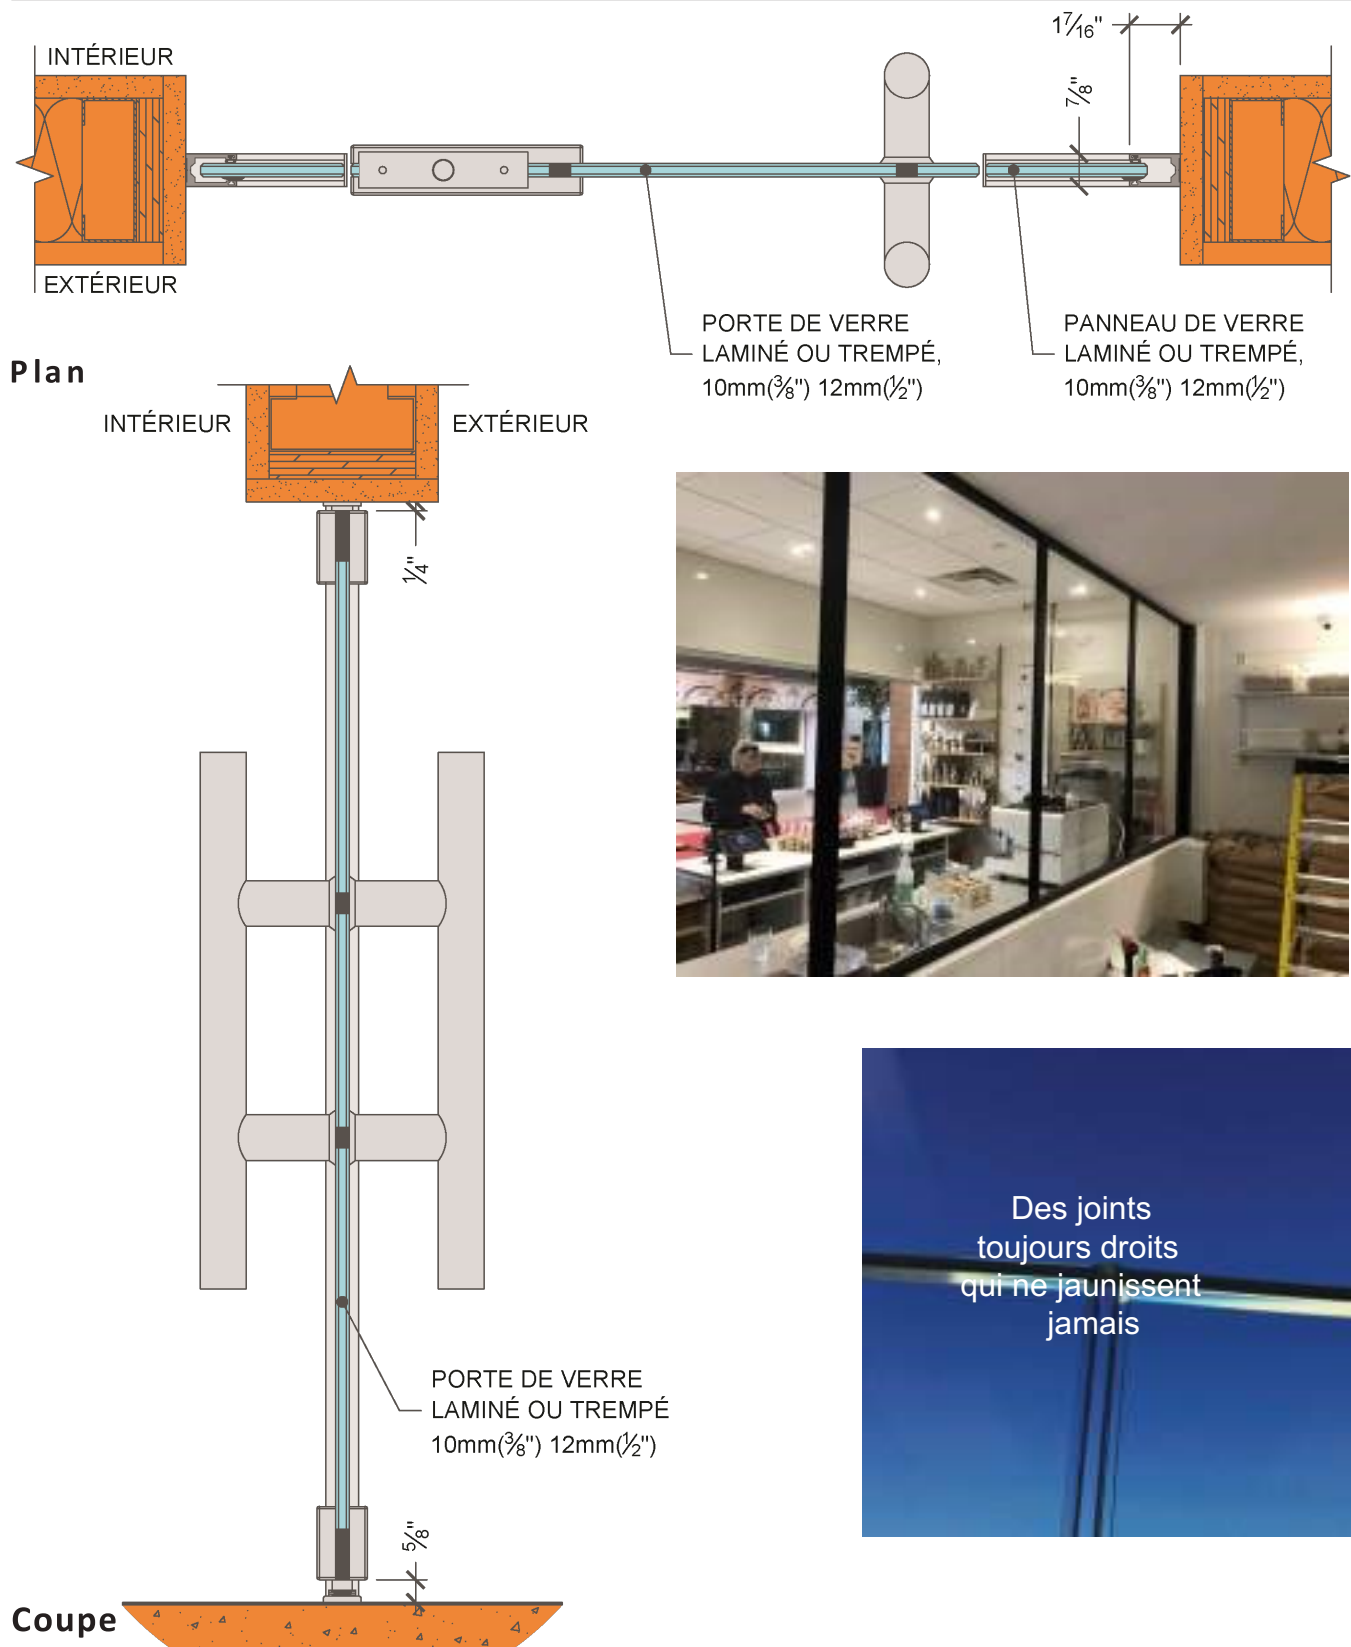 1 7/16"
INTÉRIEUR
7/8"
EXTÉRIEUR
PORTE DE VERRE
LAMINÉ OU TREMPÉ,
10mm(3/8") 12mm(1/2")
PANNEAU DE VERRE
LAMINÉ OU TREMPÉ,
10mm(3/8") 12mm(1/2")
Plan
INTÉRIEUR
EXTÉRIEUR
1/4"
Des joints
toujours droits
qui ne jaunissent
jamais
PORTE DE VERRE
LAMINÉ OU TREMPÉ
10mm(3/8") 12mm(1/2")
5/8"
Coupe